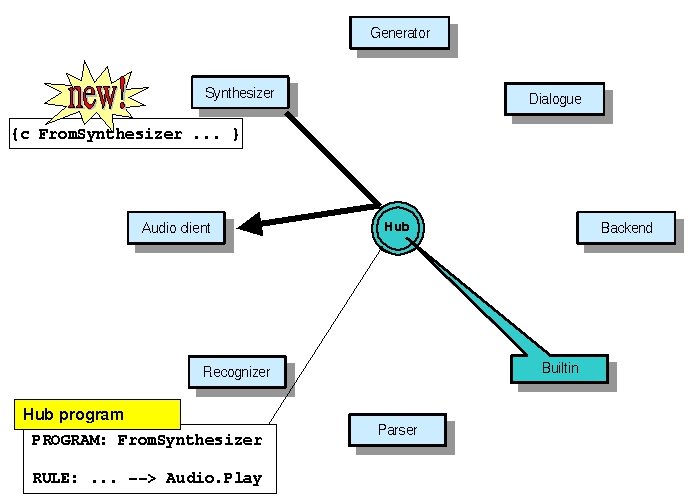 Generator
Synthesizer
Dialogue
new!
{c FromSynthesizer ... }
Audio client
Hub
Backend
Recognizer
Builtin
Hub program
Parser
PROGRAM: FromSynthesizer
RULE: ... --> Audio.Play